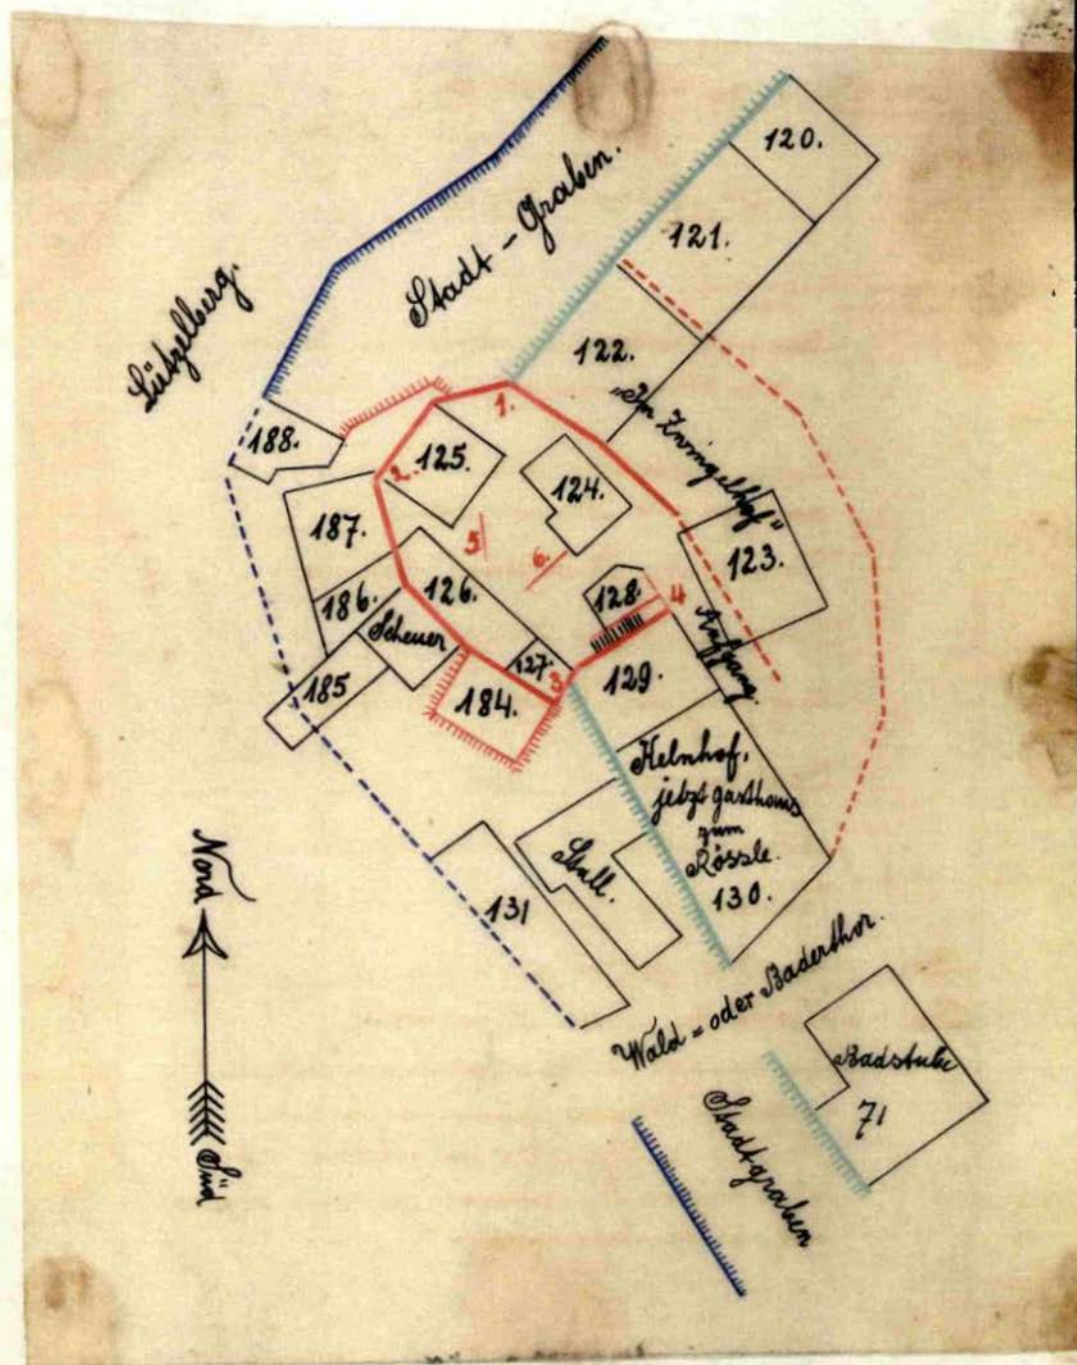 120.
Stadt-Graben.
121.
Lützelberg.
122.
1.
„Im Zwingelhof"
188.
2.
125.
124.
187.
5.
6.
123.
186.
126.
128.
4
Scheuer
127.
Aufgang.
185
3
129.
184.
Kelnhof,
jetzt Gasthaus
zum
Rössle.
130.
Stall.
131
Nord
Wald = oder Baderthor.
Badstube
71
Stadtgraben
Süd